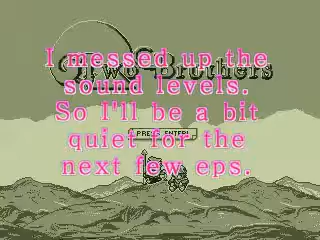 I messed up the
Two Brothers
sound levels.
So I'll be a bit
PRESS ENTER!
quiet for the
next few eps.